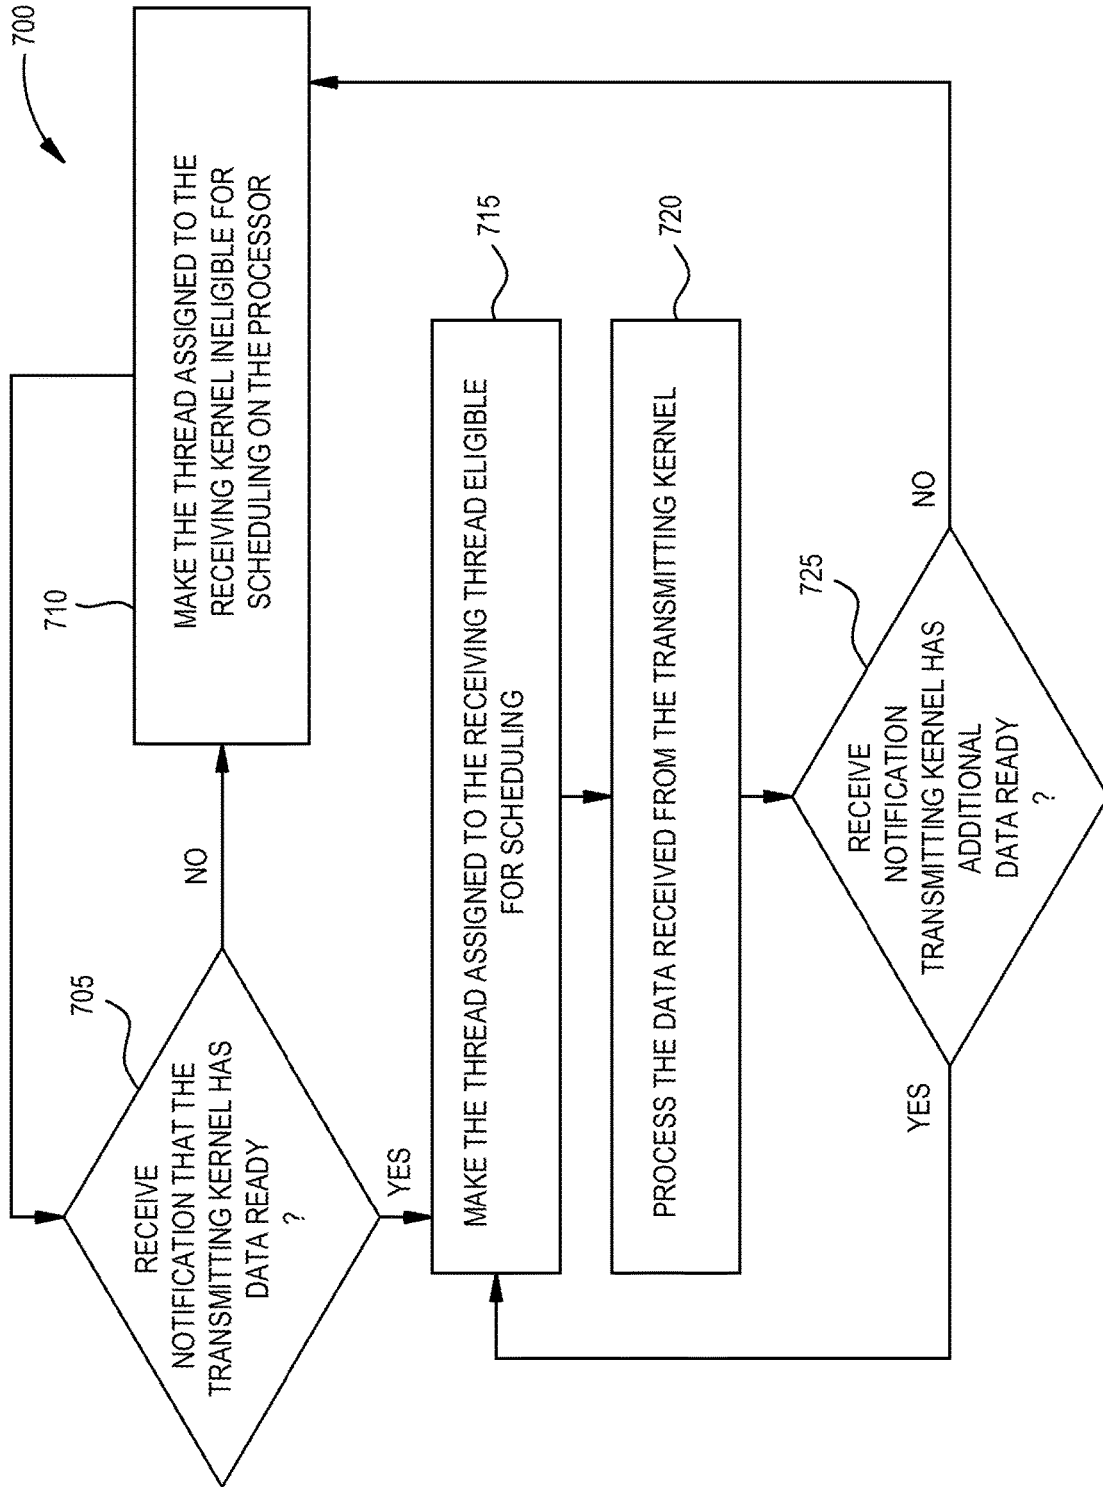 700
705
RECEIVE
NOTIFICATION THAT THE
TRANSMITTING KERNEL HAS
DATA READY
?
NO
YES
710
MAKE THE THREAD ASSIGNED TO THE
RECEIVING KERNEL INELIGIBLE FOR
SCHEDULING ON THE PROCESSOR
715
MAKE THE THREAD ASSIGNED TO THE RECEIVING THREAD ELIGIBLE
FOR SCHEDULING
720
PROCESS THE DATA RECEIVED FROM THE TRANSMITTING KERNEL
725
RECEIVE
NOTIFICATION
TRANSMITTING KERNEL HAS
ADDITIONAL
DATA READY
?
YES
NO